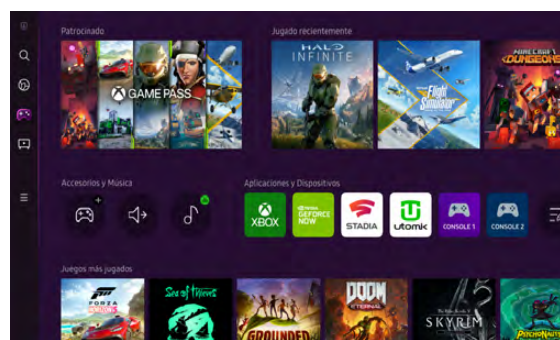 Patrocinado
Jugado recientemente
GAME PASS
HALO
INFINITE
Flight
Simulator
MINECRAFT
DUNGEONS
Accesorios y Música
Aplicaciones y Dispositivos
XBOX
GEFORCE
NOW
STADIA
utomik
CONSOLE 1
CONSOLE 2
Juegos más jugados
FORZA
HORIZON 5
Sea of Thieves
GROUNDED
DOOM
ETERNAL
SKYRIM
PSYCHONAUTS